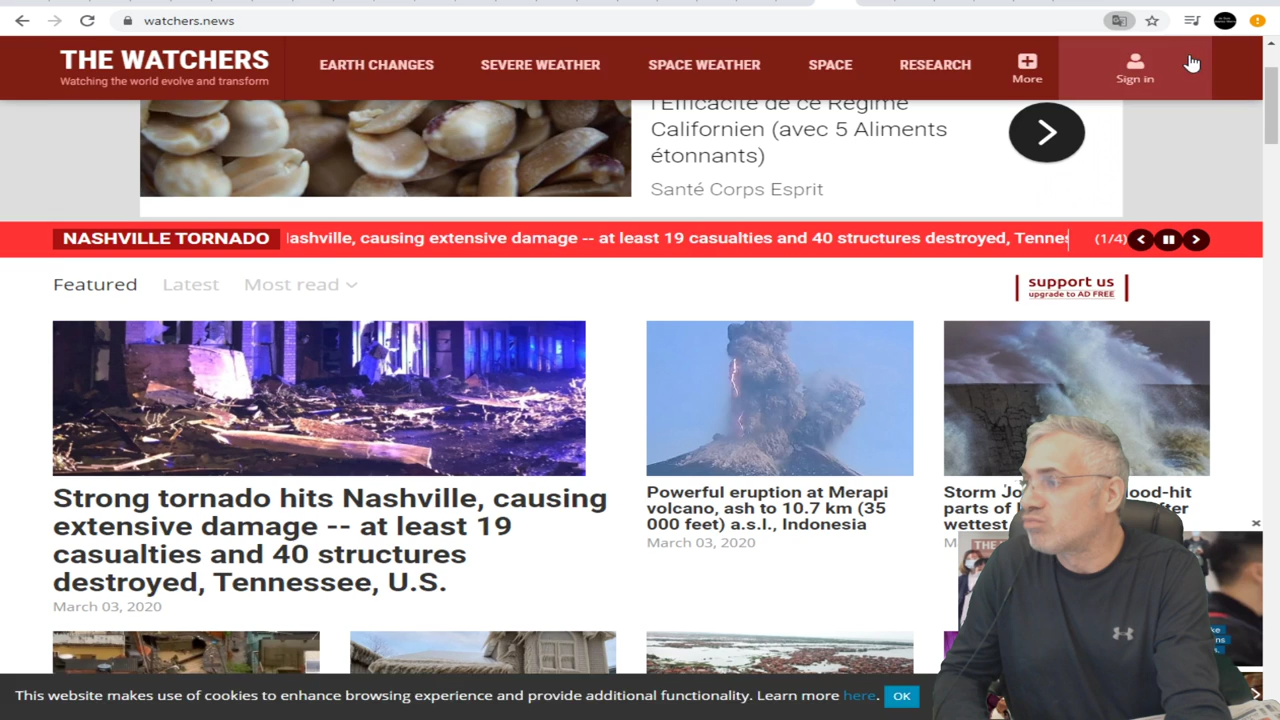 watchers.news
THE WATCHERS
Watching the world evolve and transform
EARTH CHANGES
SEVERE WEATHER
SPACE WEATHER
SPACE
RESEARCH
More
Sign in
l'Efficacité de ce Régime
Californien (avec 5 Aliments
étonnants)
Santé Corps Esprit
NASHVILLE TORNADO
ashville, causing extensive damage -- at least 19 casualties and 40 structures destroyed, Tennes
(1/4)
Featured Latest Most read
support us
upgrade to AD FREE
Strong tornado hits Nashville, causing
extensive damage -- at least 19
casualties and 40 structures
destroyed, Tennessee, U.S.
March 03, 2020
Powerful eruption at Merapi
volcano, ash to 10.7 km (35
000 feet) a.s.l., Indonesia
March 03, 2020
Storm
parts of
wettest
This website makes use of cookies to enhance browsing experience and provide additional functionality. Learn more here.
OK